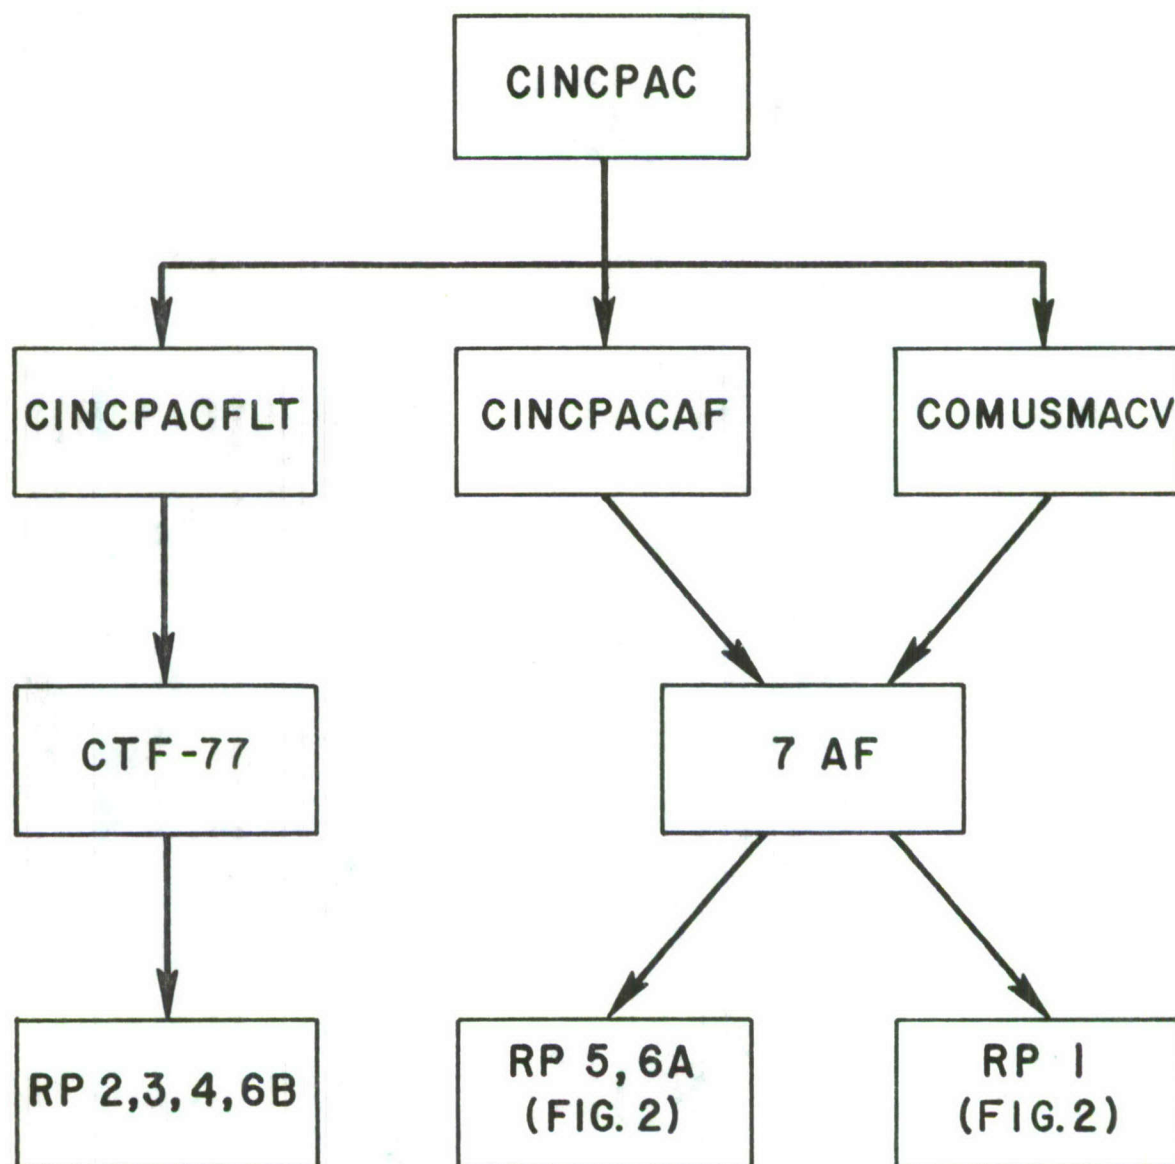 CINCPAC
CINCPACFLT
CINCPACAF
COMUSMACV
CTF-77
7 AF
RP 2,3,4,6B
RP 5,6A
(FIG.2)
RP 1
(FIG.2)